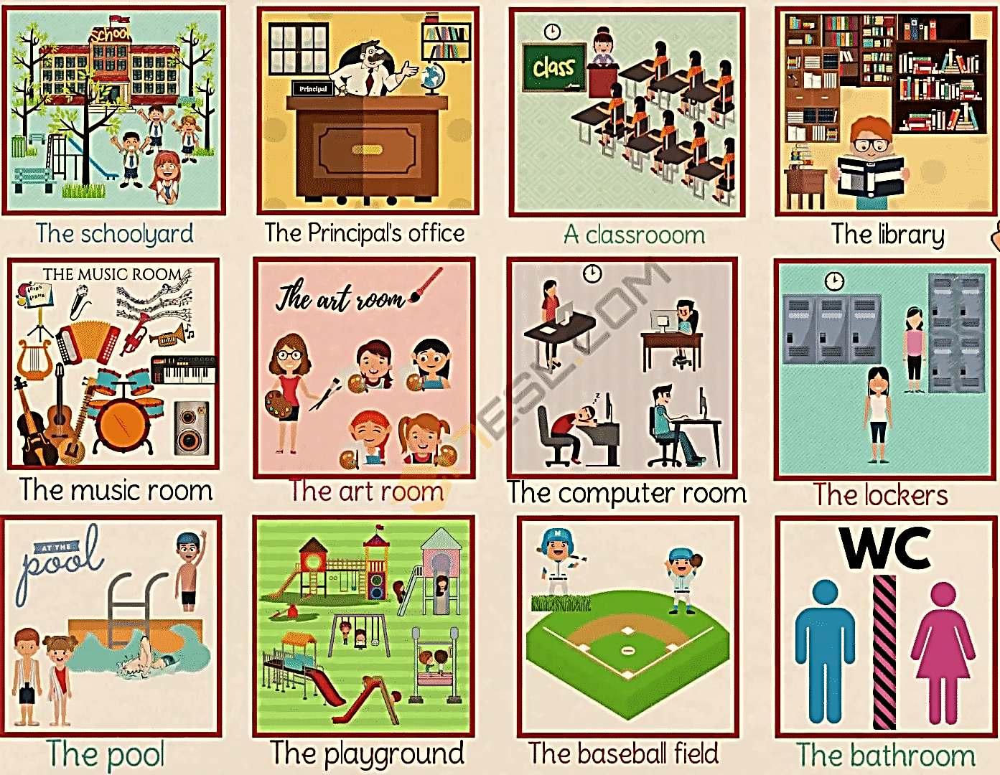 school
The schoolyard
Principal
The Principal's office
class
A classrooom
The library
THE MUSIC ROOM
The music room
The art room
The art room
z
The computer room
The lockers
AT THE
pool
The pool
The playground
The baseball field
WC
The bathroom
ESL.COM